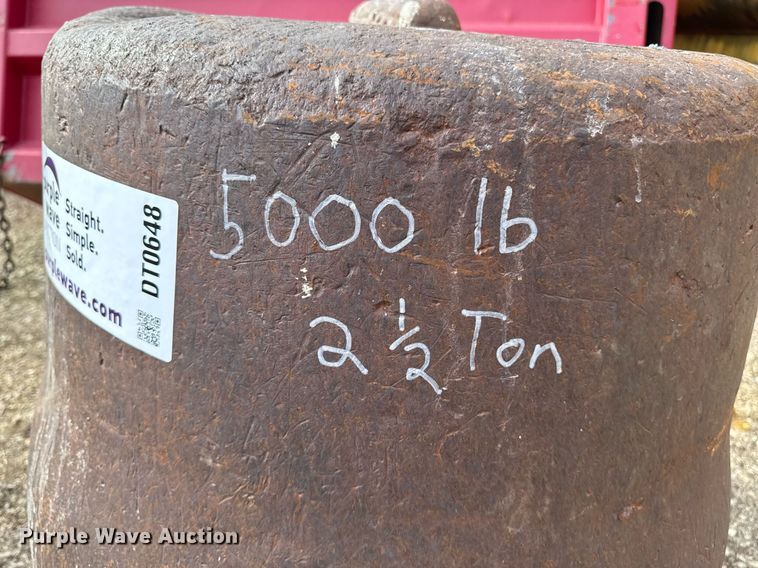 5000 lb
2 1/2 Ton
Straight.
Simple.
Sold.
DT0648
Purple Wave Auction